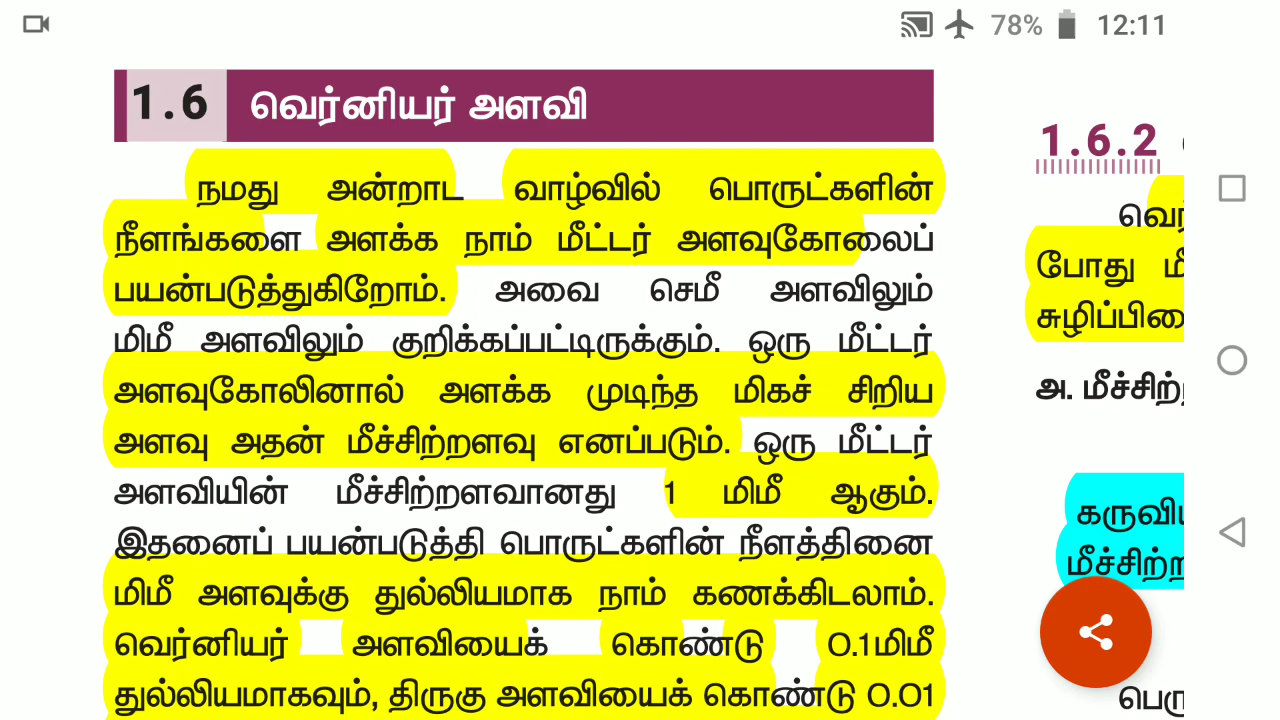 78% 12:11
1.6 வெர்னியர் அளவி
நமது அன்றாட வாழ்வில் பொருட்களின்
நீளங்களை அளக்க நாம் மீட்டர் அளவுகோலைப்
பயன்படுத்துகிறோம். அவை செமீ அளவிலும்
மிமீ அளவிலும் குறிக்கப்பட்டிருக்கும். ஒரு மீட்டர்
அளவுகோலினால் அளக்க முடிந்த மிகச் சிறிய
அளவு அதன் மீச்சிற்றளவு எனப்படும். ஒரு மீட்டர்
அளவியின் மீச்சிற்றளவானது 1 மிமீ ஆகும்.
இதனைப் பயன்படுத்தி பொருட்களின் நீளத்தினை
மிமீ அளவுக்கு துல்லியமாக நாம் கணக்கிடலாம்.
வெர்னியர் அளவியைக் கொண்டு 0.1மிமீ
துல்லியமாகவும், திருகு அளவியைக் கொண்டு 0.01
1.6.2
போது
அ.